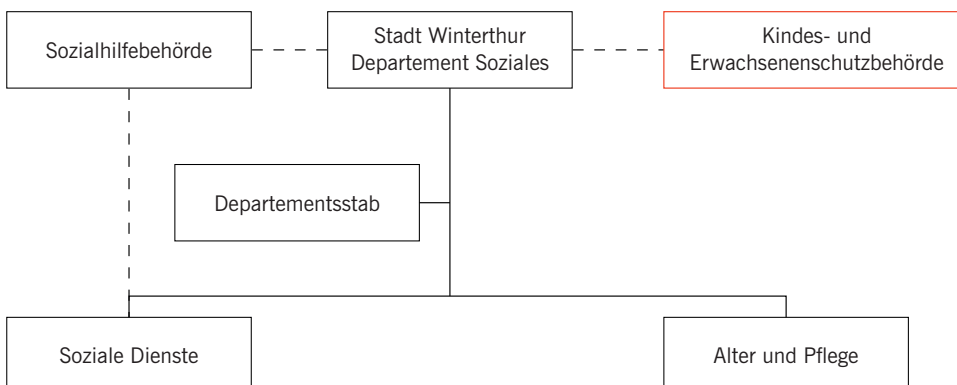 Sozialhilfebehörde
Stadt Winterthur
Departement Soziales
Kindes- und
Erwachsenenschutzbehörde
Departementsstab
Soziale Dienste
Alter und Pflege